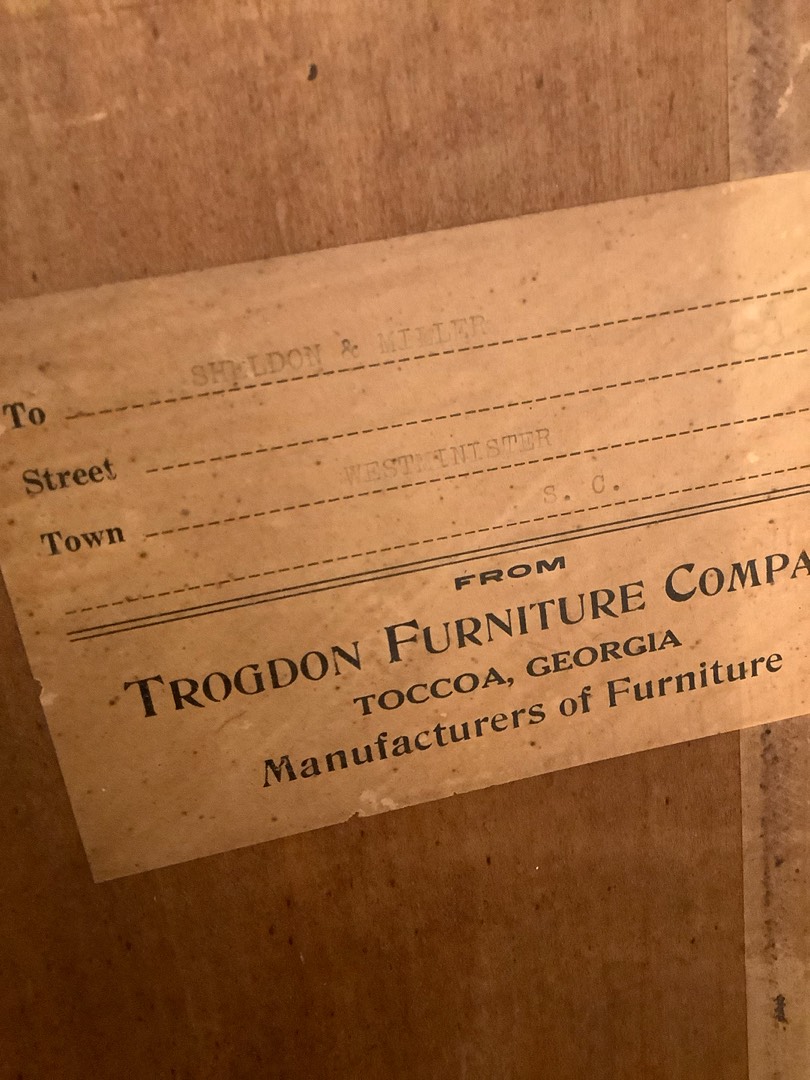 To SHELDON & MILLER
Street
Town WESTMINISTER
S. C.
FROM
TROGDON FURNITURE COMPA
TOCCOA, GEORGIA
Manufacturers of Furniture